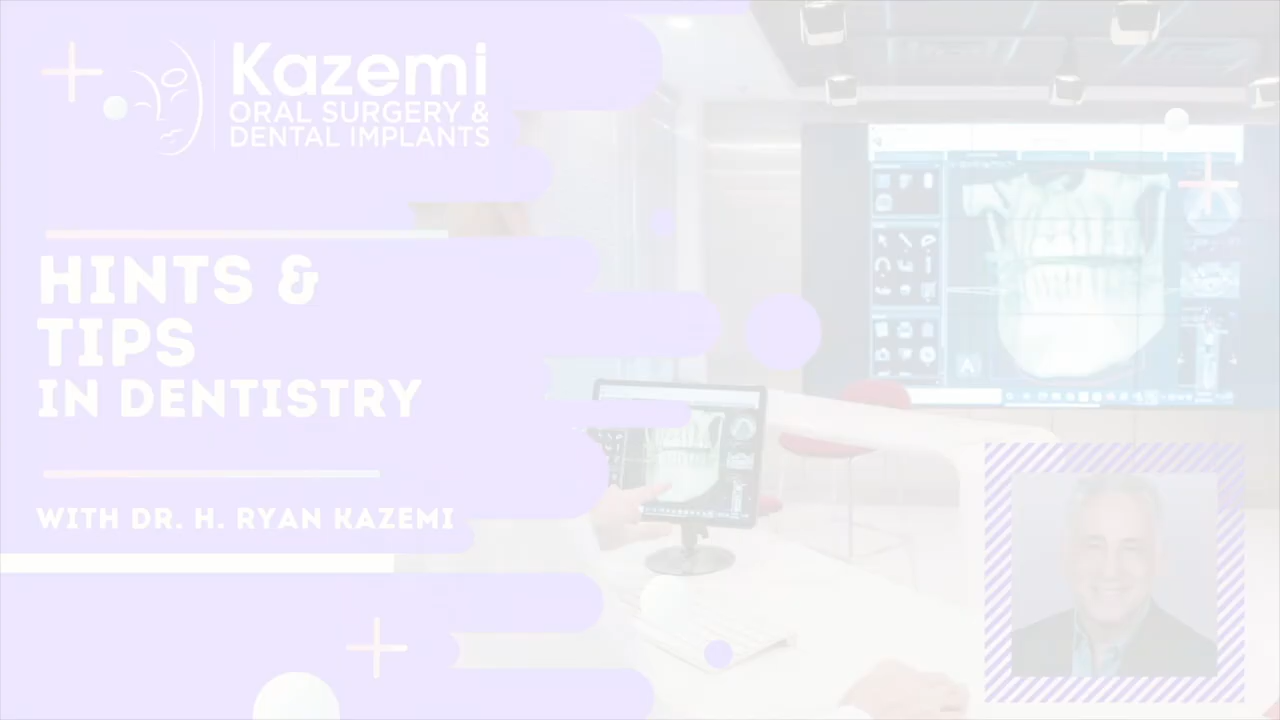 Kazemi
ORAL SURGERY &
DENTAL IMPLANTS
HINTS &
TIPS
IN DENTISTRY
WITH DR. H. RYAN KAZEMI
A